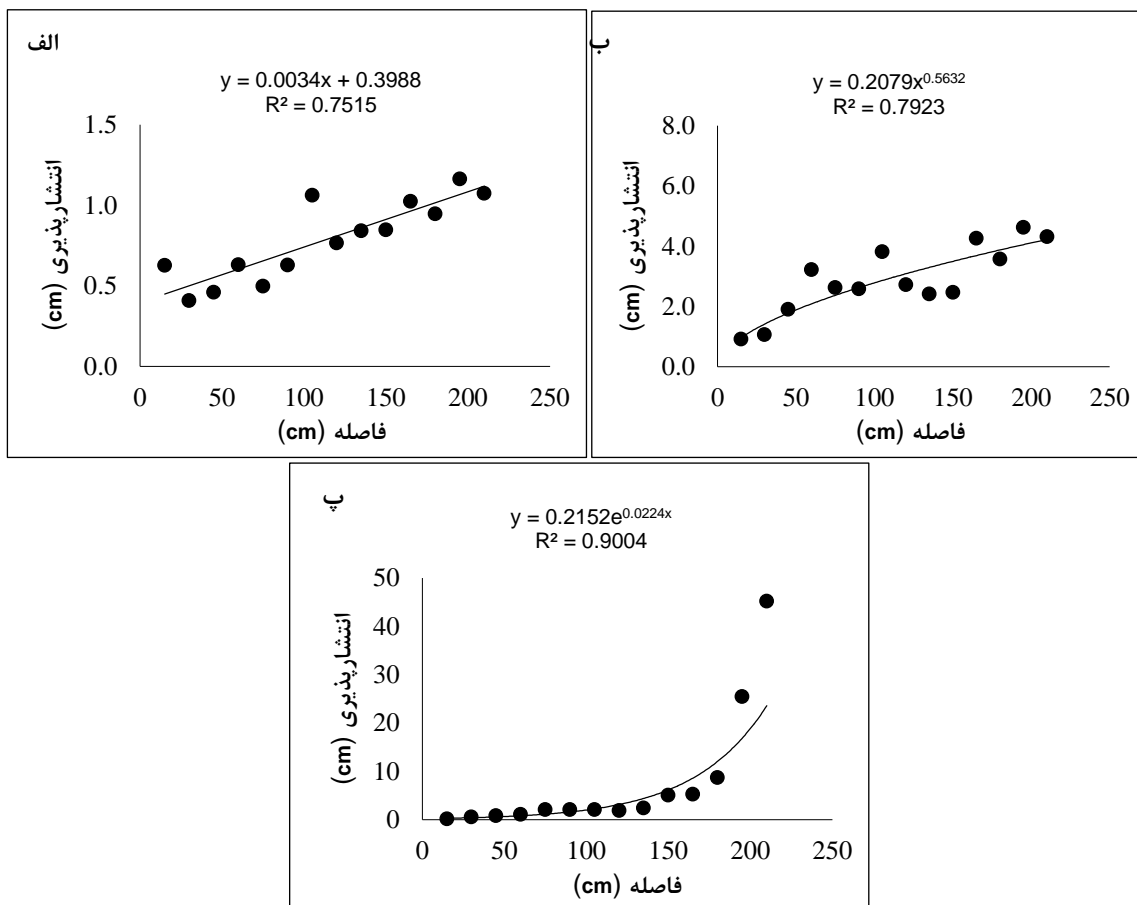 الف
y = 0.0034x + 0.3988
R² = 0.7515
1.5
1.0
0.5
0.0
انتشارپذیری (cm)
0 50 100 150 200 250
فاصله (cm)
ب
y = 0.2079x^0.5632
R² = 0.7923
8.0
6.0
4.0
2.0
0.0
انتشارپذیری (cm)
0 50 100 150 200 250
فاصله (cm)
پ
y = 0.2152e^0.0224x
R² = 0.9004
50
40
30
20
10
0
انتشارپذیری (cm)
0 50 100 150 200 250
فاصله (cm)